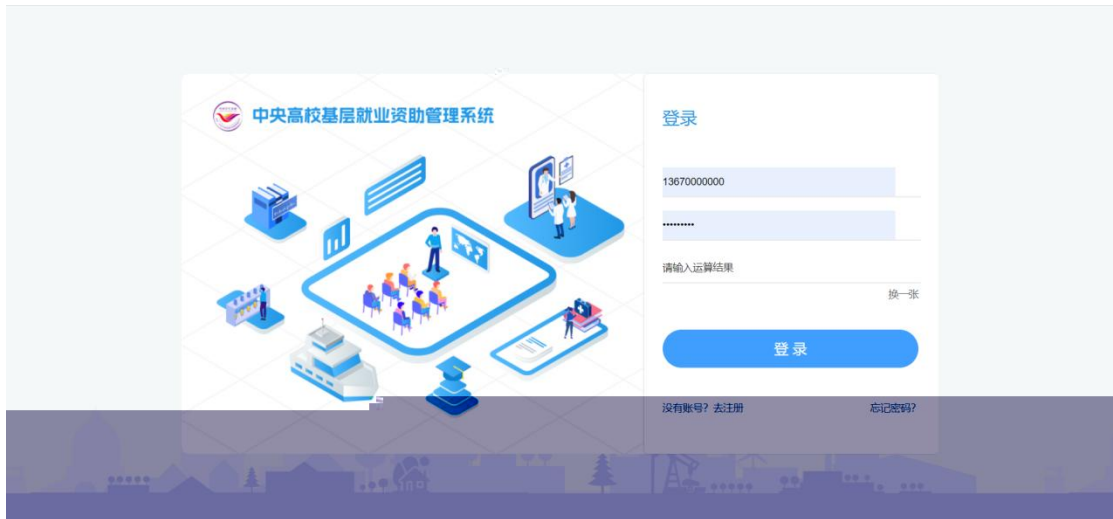 中央高校基层就业资助管理系统
登录
13670000000
•••••••••
请输入运算结果
换一张
登录
没有账号？去注册
忘记密码？